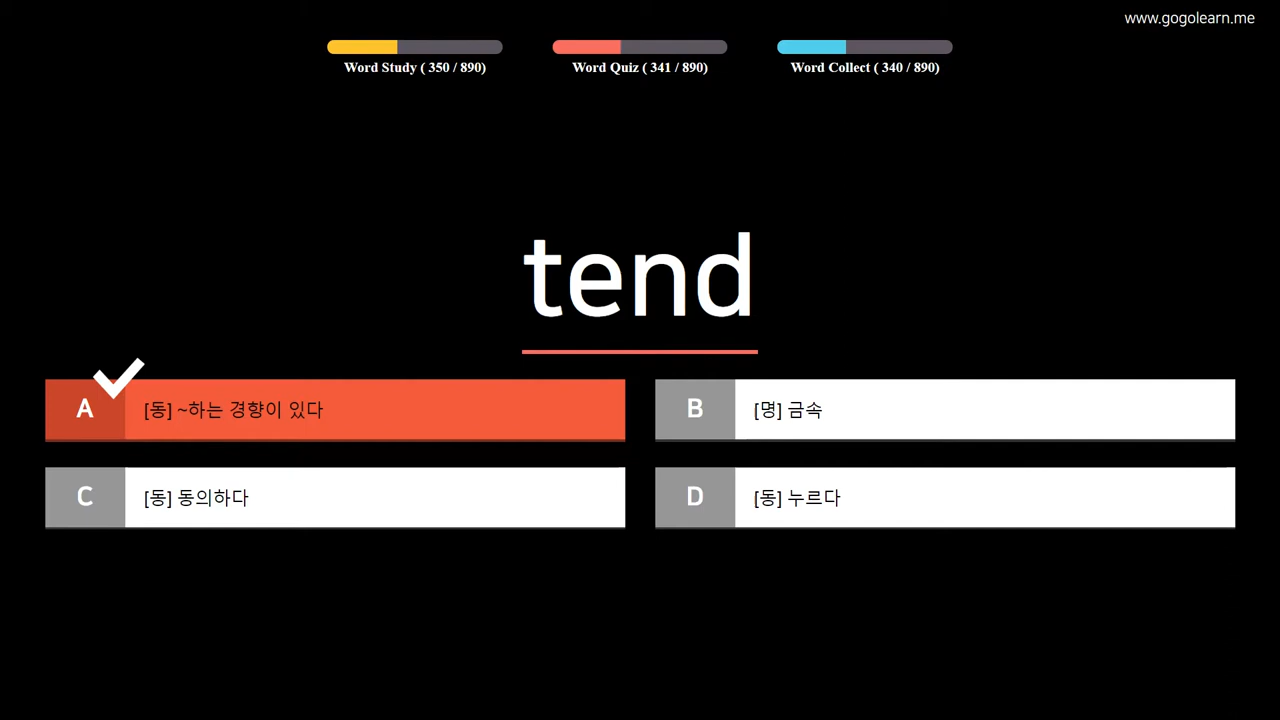 www.gogolearn.me
Word Study ( 350 / 890)
Word Quiz ( 341 / 890)
Word Collect ( 340 / 890)
tend
A [동] ~하는 경향이 있다
B [명] 금속
C [동] 동의하다
D [동] 누르다